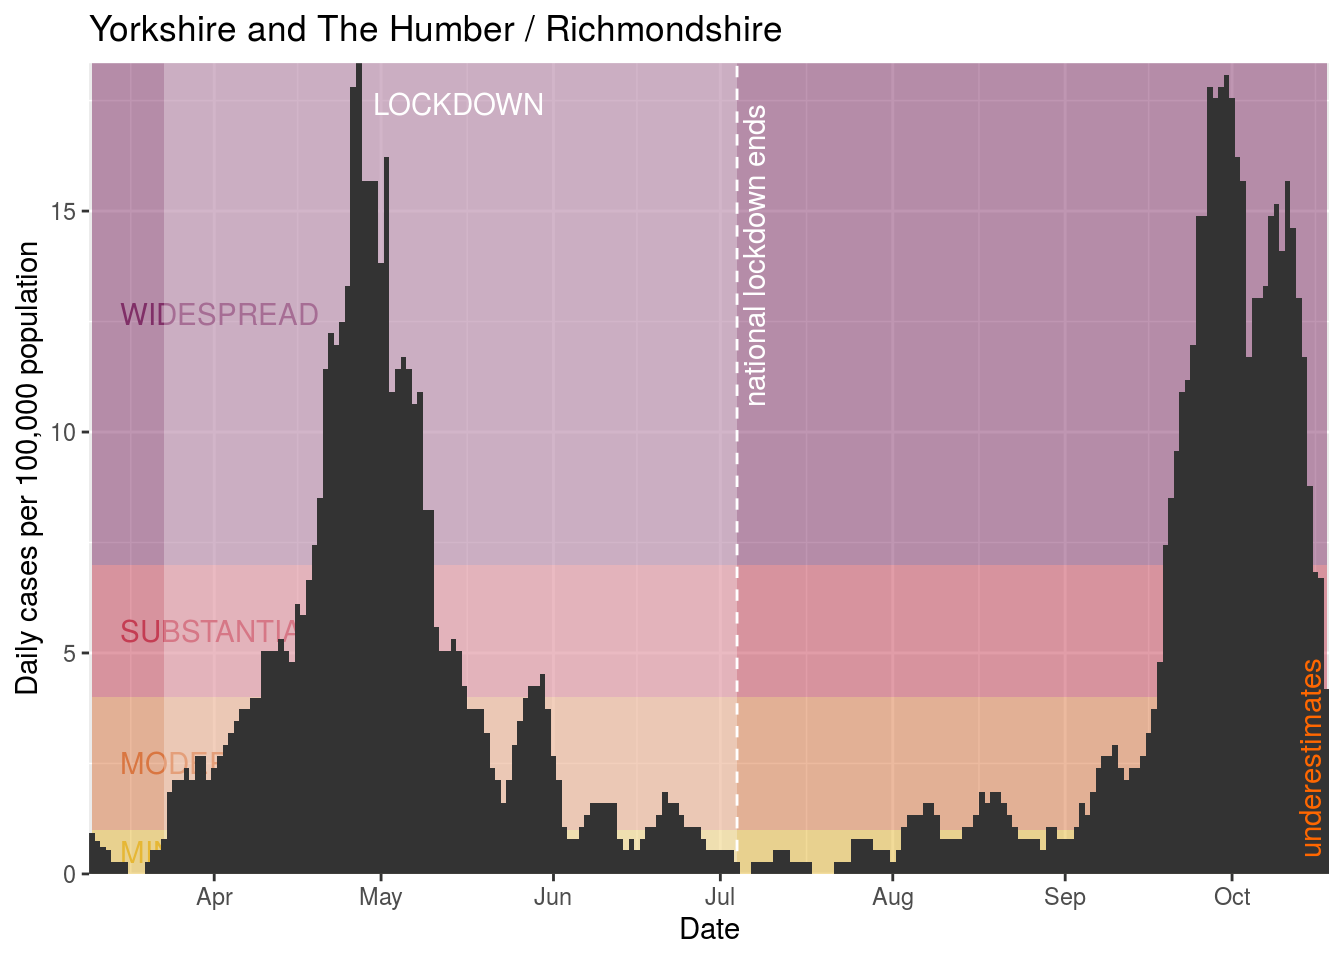 Yorkshire and The Humber / Richmondshire
LOCKDOWN
national lockdown ends
WIDESPREAD
SUBSTANTIA
MODE
MI
underestimates
Daily cases per 100,000 population
15
10
5
0
Apr
May
Jun
Jul
Aug
Sep
Oct
Date